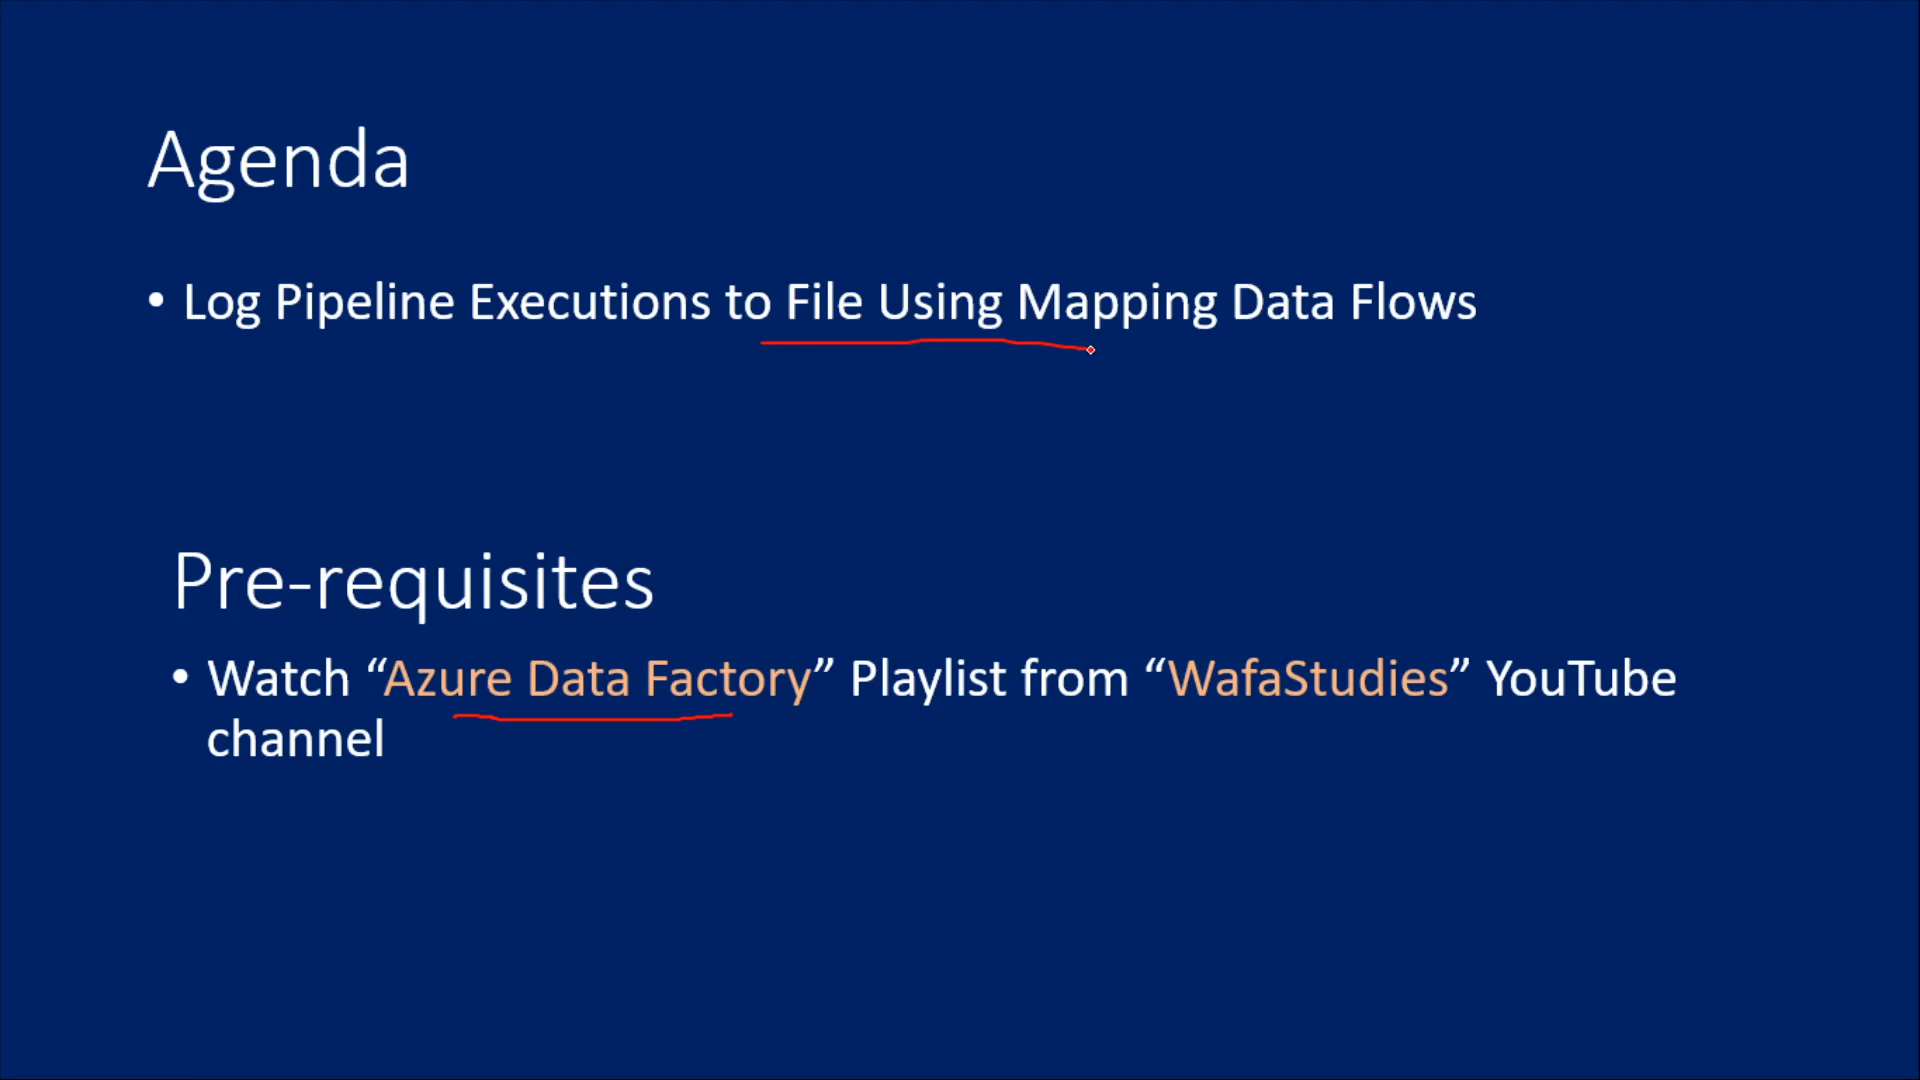 Agenda
• Log Pipeline Executions to File Using Mapping Data Flows
Pre-requisites
• Watch “Azure Data Factory” Playlist from “WafaStudies” YouTube
channel